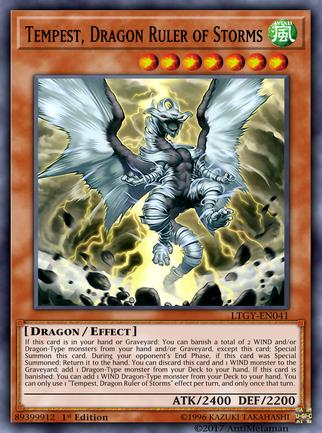 Tempest, Dragon Ruler of Storms
WIND
風
LTGY-EN041
[Dragon / Effect]
If this card is in your hand or Graveyard: You can banish a total of 2 WIND and/or
Dragon-Type monsters from your hand and/or Graveyard, except this card; Special
Summon this card. During your opponent's End Phase, if this card was Special
Summoned: Return it to the hand. You can discard this card and 1 WIND monster to the
Graveyard; add 1 Dragon-Type monster from your Deck to your hand. If this card is
banished: You can add 1 WIND Dragon-Type monster from your Deck to your hand. You can
only use 1 "Tempest, Dragon Ruler of Storms" effect per turn, and only once that turn.
ATK/2400 DEF/2200
89399912 1st Edition ©1996 KAZUKI TAKAHASHI
©2017 AntiMetaman